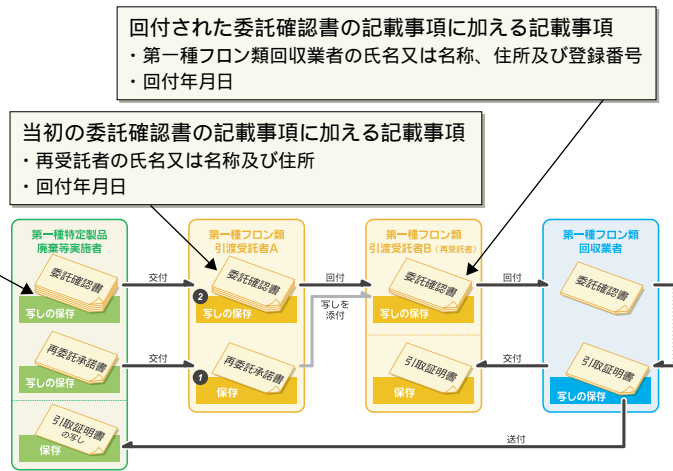 回付された委託確認書の記載事項に加える記載事項
・第一種フロン類回収業者の氏名又は名称、住所及び登録番号
・回付年月日
当初の委託確認書の記載事項に加える記載事項
・再受託者の氏名又は名称及び住所
・回付年月日
第一種特定製品
廃棄等実施者
委託確認書
写しの保存
再委託承諾書
写しの保存
引取証明書
の写し
保存
交付
交付
第一種フロン類
引渡受託者A
委託確認書
2
写しの保存
再委託承諾書
1
保存
回付
写しを
添付
第一種フロン類
引渡受託者B（再受託者）
委託確認書
写しの保存
引取証明書
保存
回付
交付
第一種フロン類
回収業者
委託確認書
引取証明書
写しの保存
送付